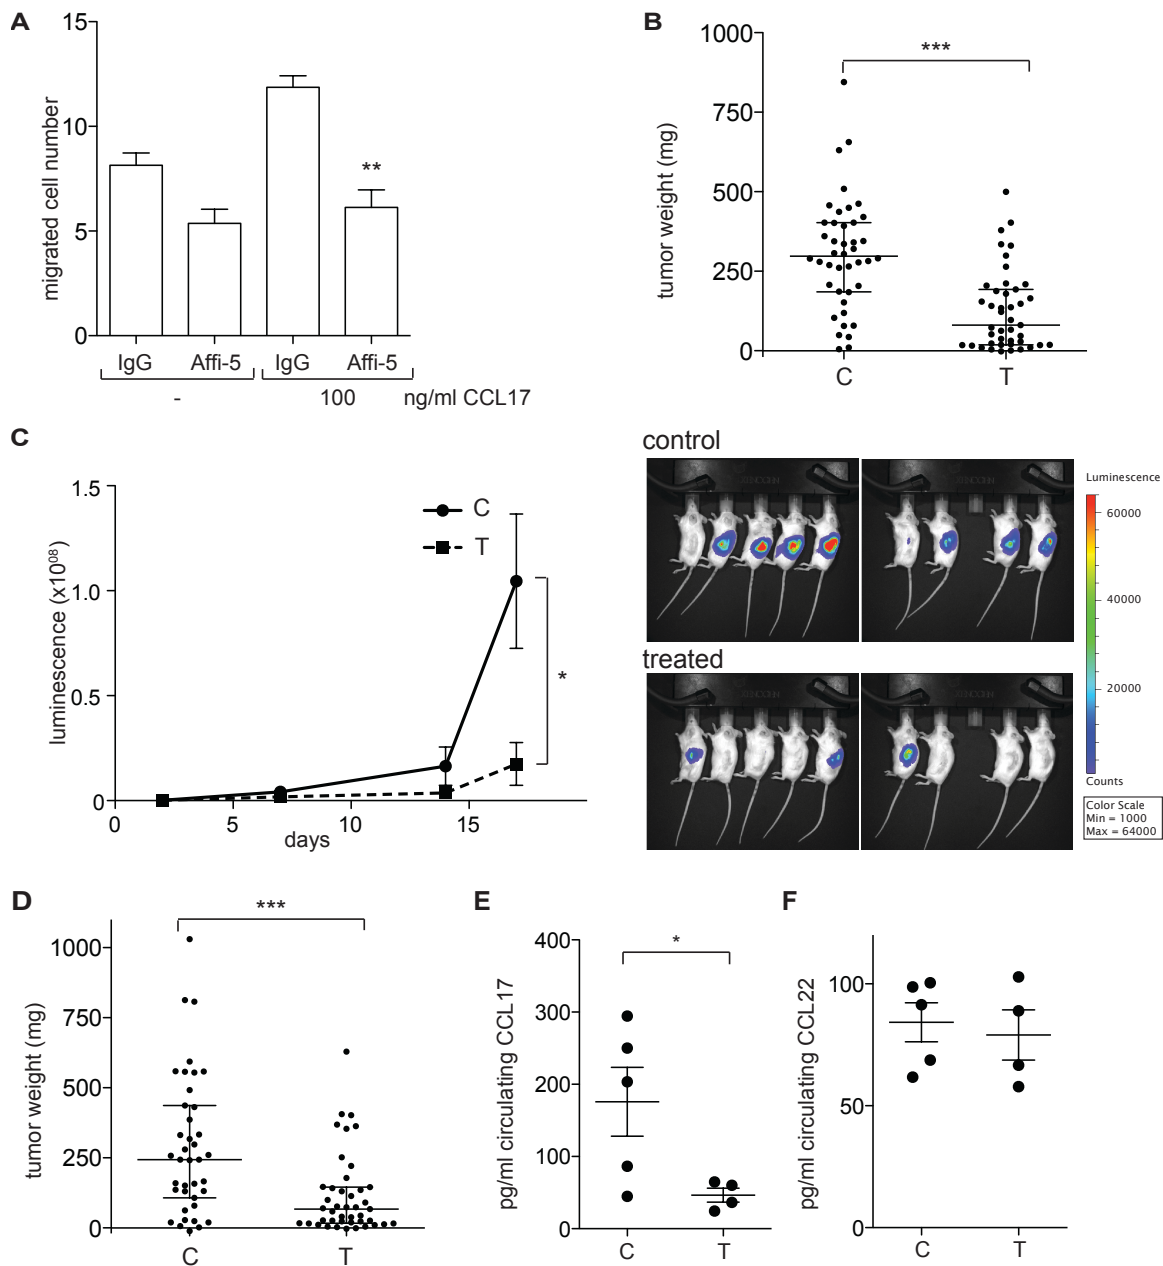 A
15
10
5
0
migrated cell number
**
IgG
Affi-5
IgG
Affi-5
-
100
ng/ml CCL17
B
1000
750
500
250
0
tumor weight (mg)
***
C
T
C
1.5
1.0
0.5
0
luminescence (x10⁰⁸)
C
T
*
0
5
10
15
days
control
treated
Luminescence
60000
40000
20000
Counts
Color Scale
Min = 1000
Max = 64000
D
1000
750
500
250
0
tumor weight (mg)
***
C
T
E
400
300
200
100
0
pg/ml circulating CCL17
*
C
T
F
100
50
0
pg/ml circulating CCL22
C
T